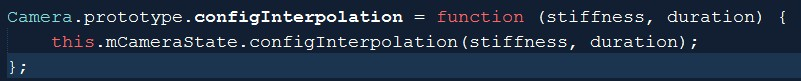 Camera.prototype.configInterpolation = function (stiffness, duration) {
    this.mCameraState.configInterpolation(stiffness, duration);
};